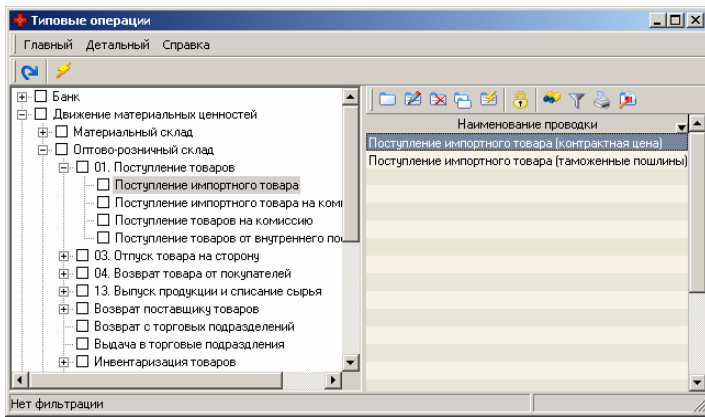 Типовые операции
Главный Детальный Справка
Банк
Движение материальных ценностей
Материальный склад
Оптово-розничный склад
01. Поступление товаров
Поступление импортного товара
Поступление импортного товара на коми
Поступление товаров на комиссию
Поступление товаров от внутреннего по
03. Отпуск товара на сторону
04. Возврат товара от покупателей
13. Выпуск продукции и списание сырья
Возврат поставщику товаров
Возврат с торговых подразделений
Выдача в торговые подраздления
Инвентаризация товаров
Наименование проводки
Поступление импортного товара (контрактная цена)
Поступление импортного товара (таможенные пошлины)
Нет фильтрации